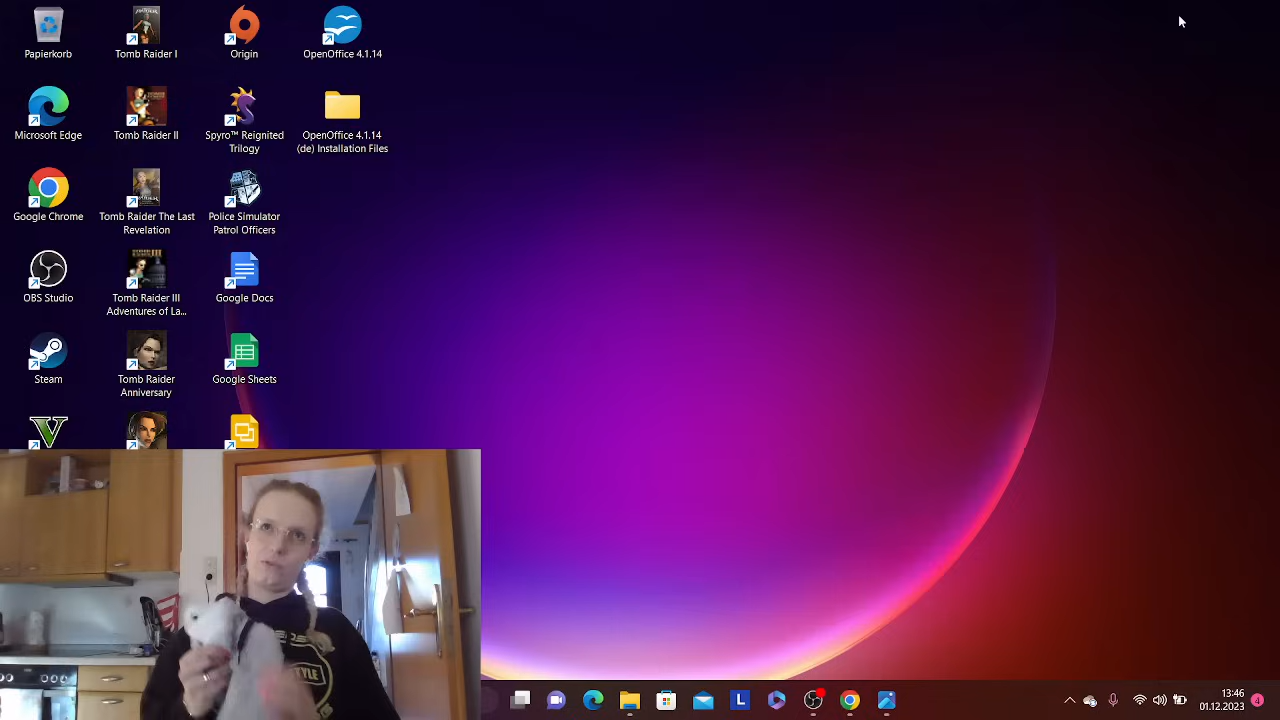 Papierkorb
Tomb Raider I
Origin
OpenOffice 4.1.14
Microsoft Edge
Tomb Raider II
Spyro™ Reignited
Trilogy
OpenOffice 4.1.14
(de) Installation Files
Google Chrome
Tomb Raider The Last
Revelation
Police Simulator
Patrol Officers
OBS Studio
Tomb Raider III
Adventures of La...
Google Docs
Steam
Tomb Raider
Anniversary
Google Sheets
13:46
01.12.2023
4